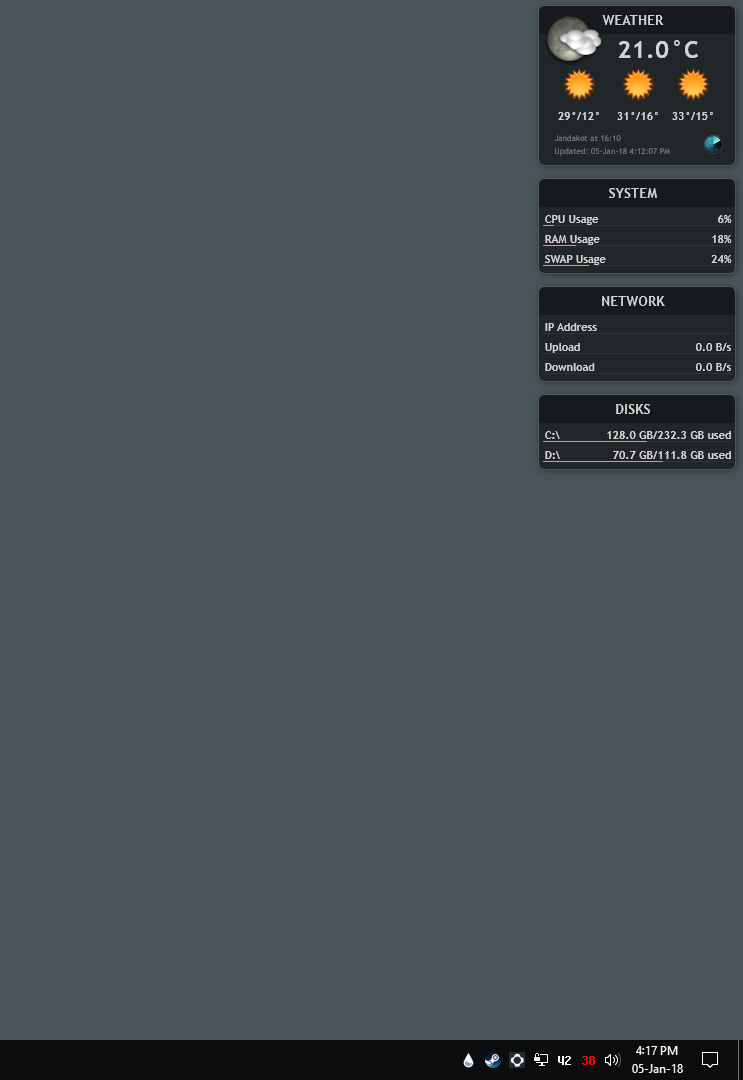 WEATHER
21.0°C
29°/12° 31°/16° 33°/15°
Jandakot at 16:10
Updated: 05-Jan-18 4:12:07 PM
SYSTEM
CPU Usage 6%
RAM Usage 18%
SWAP Usage 24%
NETWORK
IP Address
Upload 0.0 B/s
Download 0.0 B/s
DISKS
C:\ 128.0 GB/232.3 GB used
D:\ 70.7 GB/111.8 GB used
42 38 4:17 PM
05-Jan-18